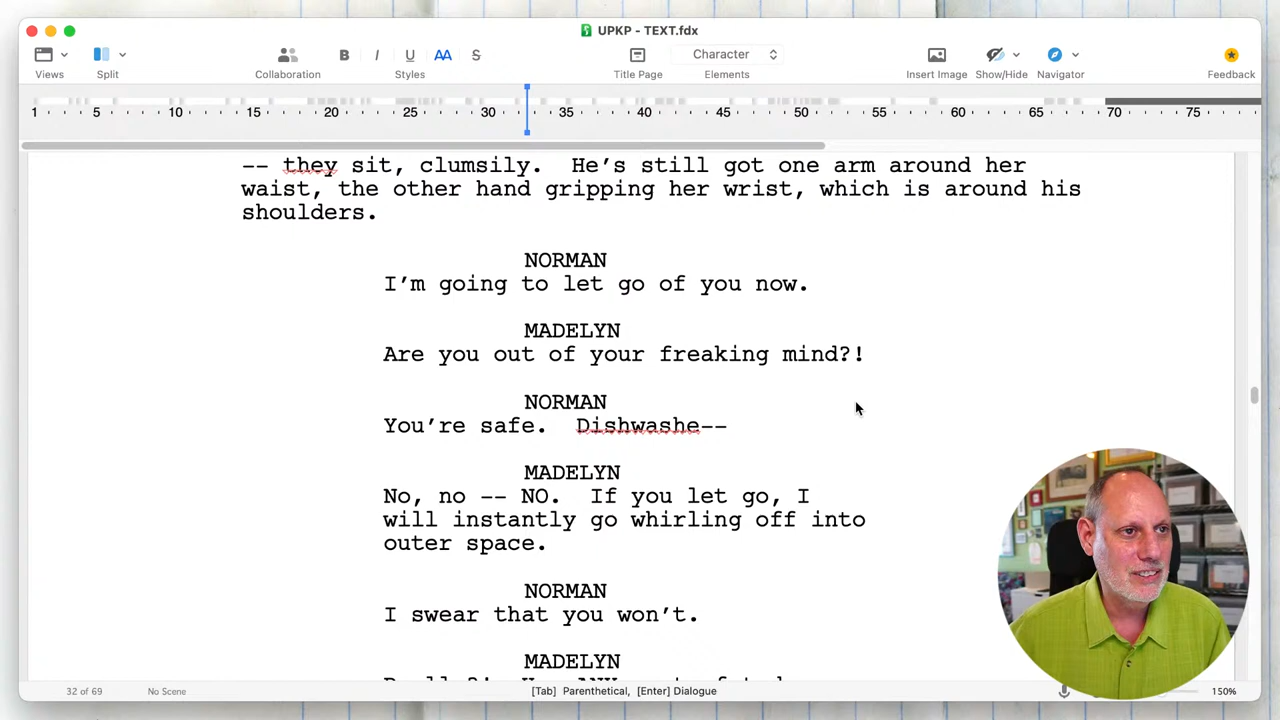 UPKP - TEXT.fdx
B I U AA S Character
Views Split Collaboration Styles Title Page Elements Insert Image Show/Hide Navigator Feedback
1 5 10 15 20 25 30 35 40 45 50 55 60 65 70 75
-- they sit, clumsily.  He's still got one arm around her
waist, the other hand gripping her wrist, which is around his
shoulders.
NORMAN
I'm going to let go of you now.
MADELYN
Are you out of your freaking mind?!
NORMAN
You're safe.  Dishwashe--
MADELYN
No, no -- NO.  If you let go, I
will instantly go whirling off into
outer space.
NORMAN
I swear that you won't.
MADELYN
32 of 69 No Scene [Tab] Parenthetical, [Enter] Dialogue 150%